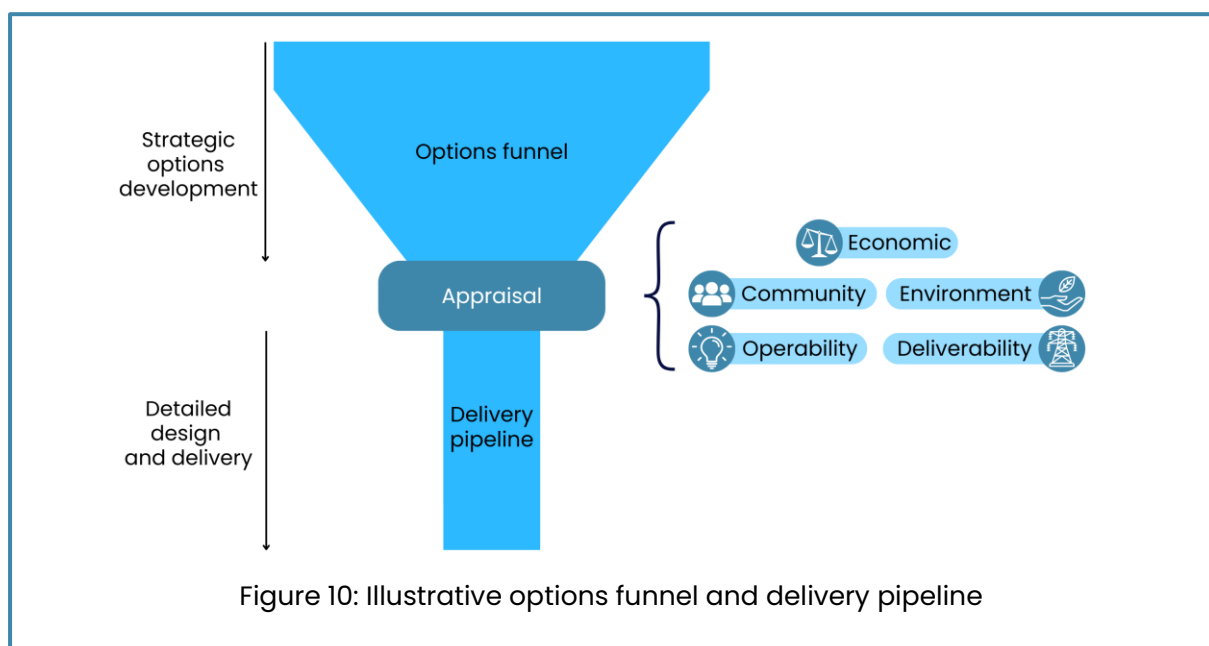 Strategic
options
development
Options funnel
Appraisal
Economic
Community
Environment
Operability
Deliverability
Detailed
design
and delivery
Delivery
pipeline
Figure 10: Illustrative options funnel and delivery pipeline